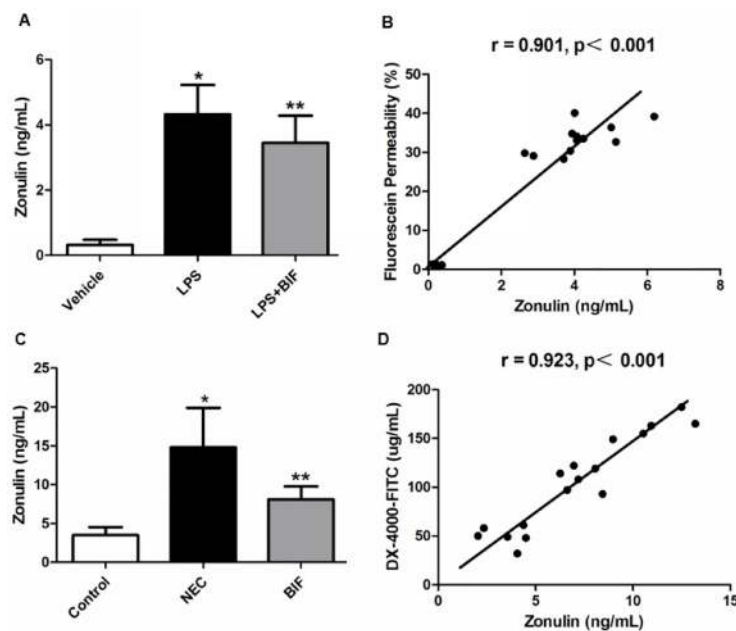 A
Zonulin (ng/mL)
6
4
2
0
*
**
Vehicle
LPS
LPS+BIF
B
r = 0.901, p< 0.001
Fluorescein Permeability (%)
50
40
30
20
10
0
0
2
4
6
8
Zonulin (ng/mL)
C
Zonulin (ng/mL)
25
20
15
10
5
0
*
**
Control
NEC
BIF
D
r = 0.923, p< 0.001
DX-4000-FITC (ug/mL)
200
150
100
50
0
0
5
10
15
Zonulin (ng/mL)